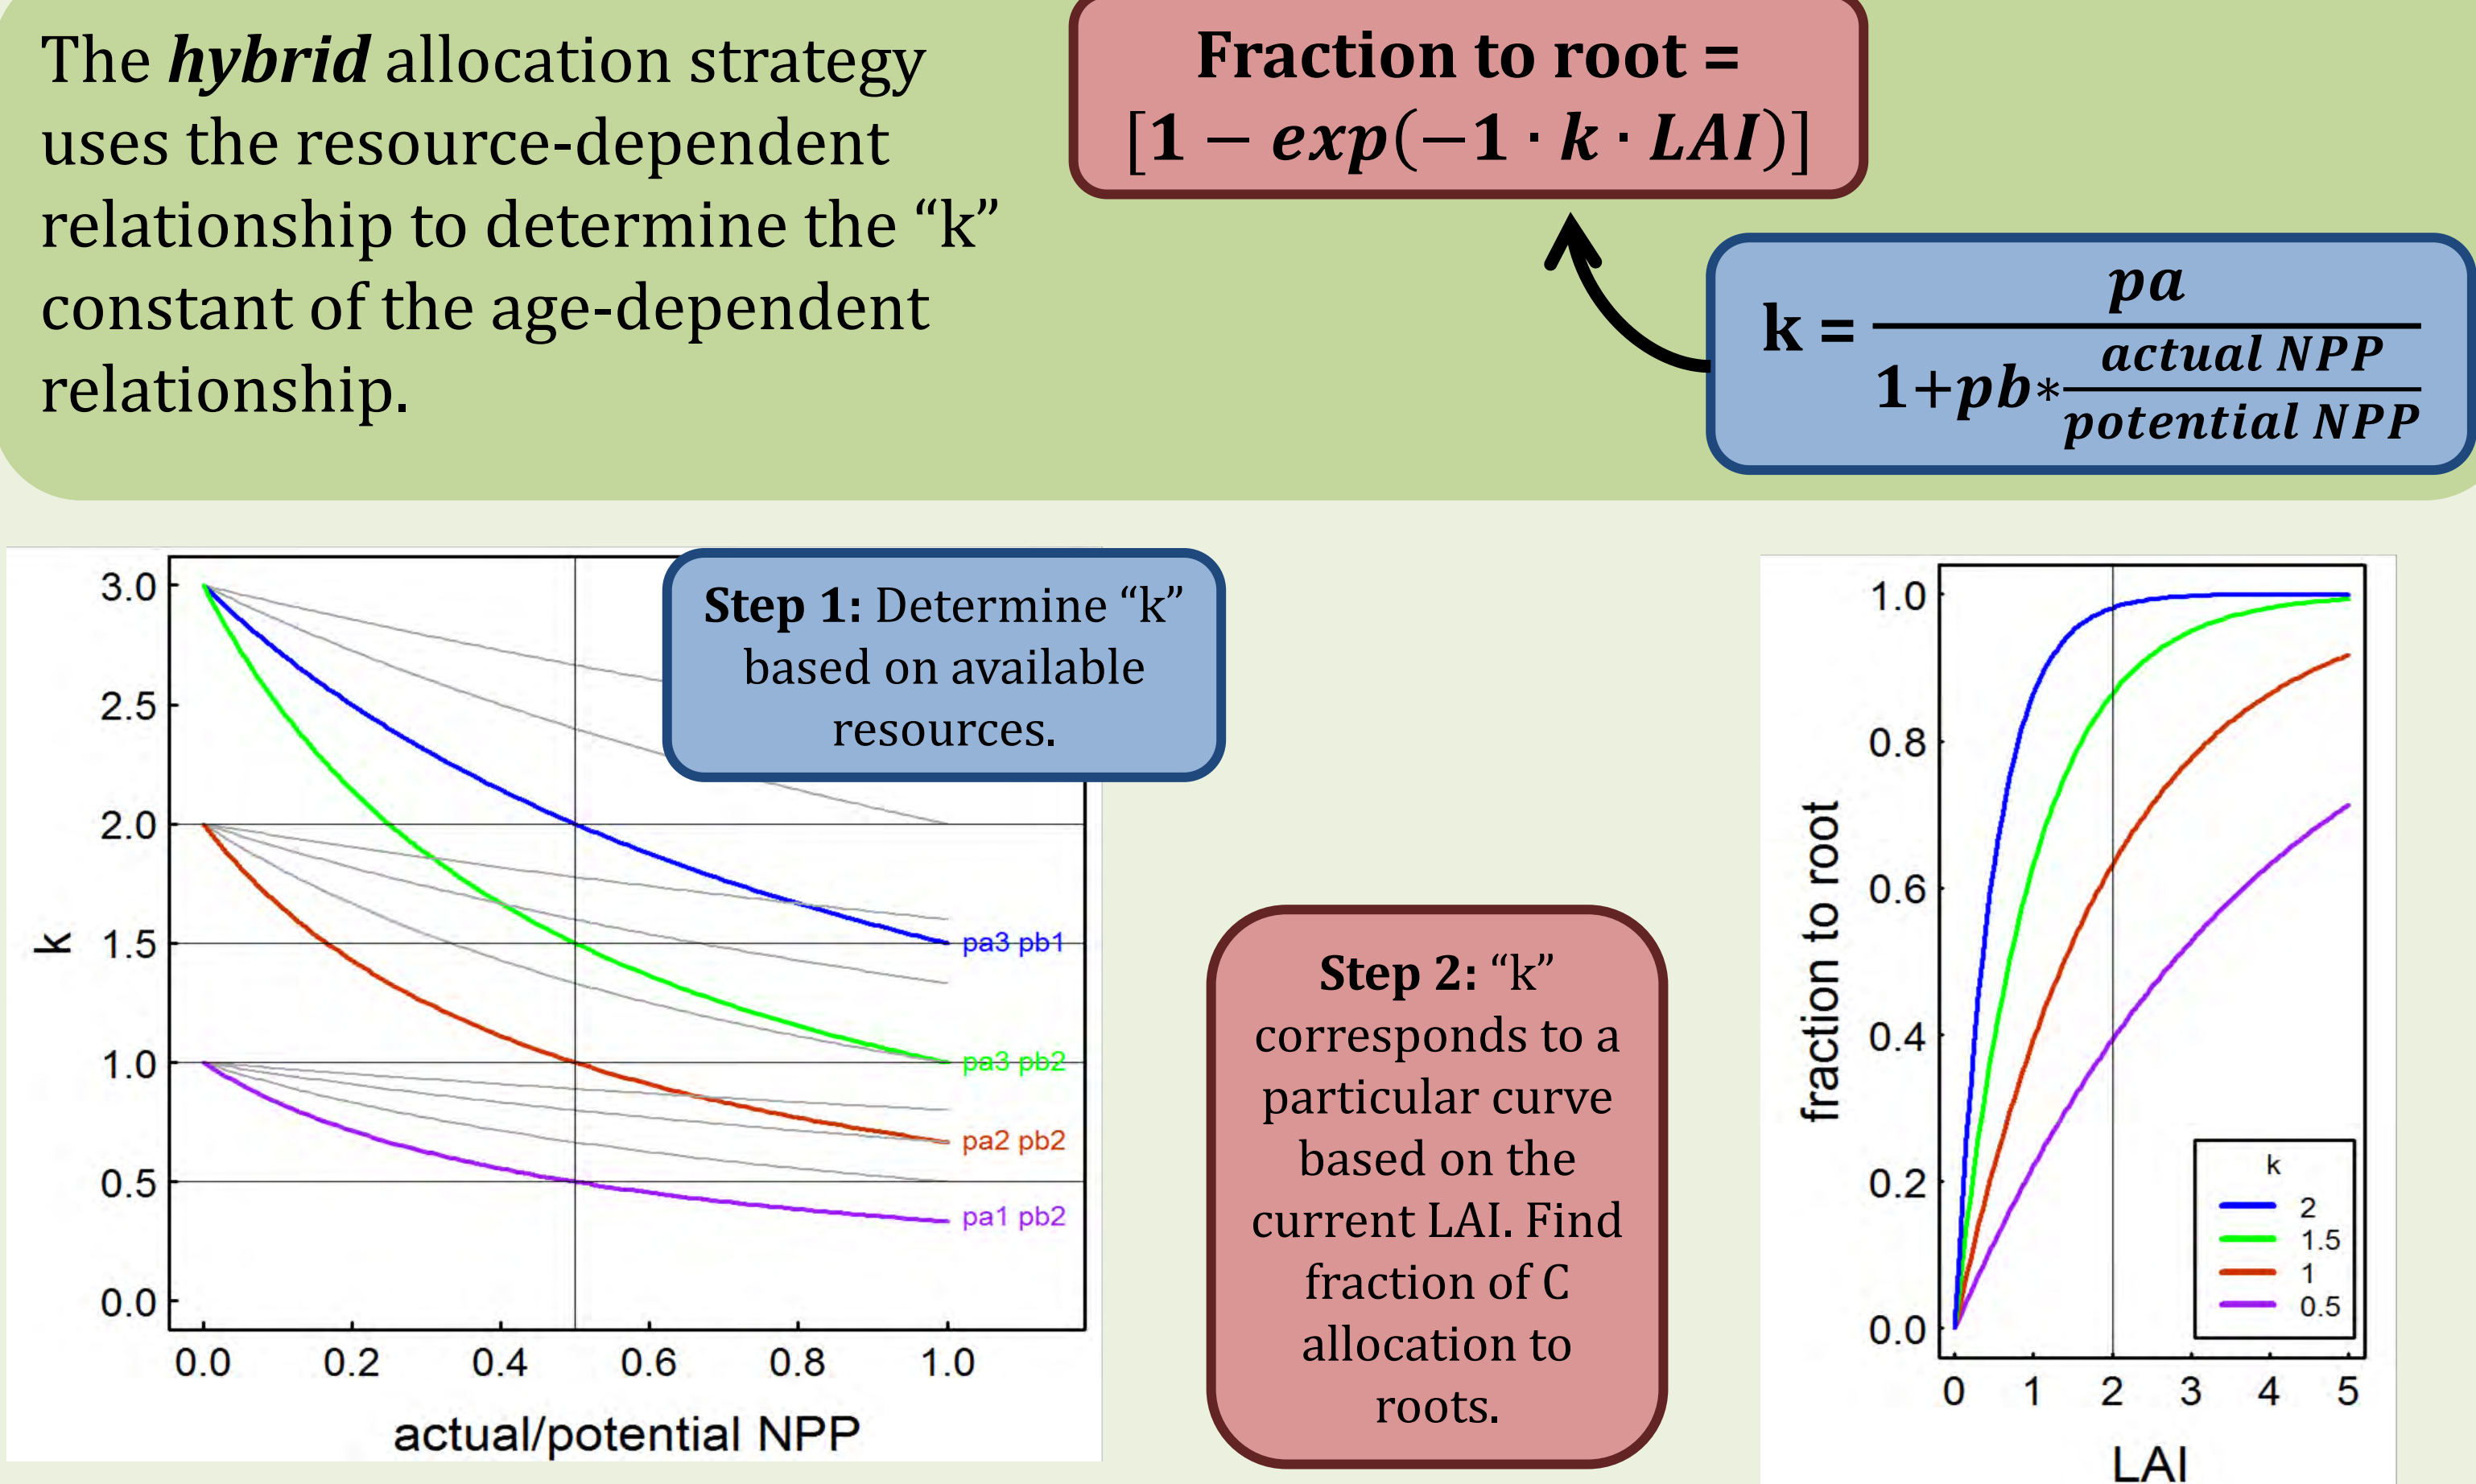 The hybrid allocation strategy
uses the resource-dependent
relationship to determine the “k”
constant of the age-dependent
relationship.
Fraction to root =
[1 − exp(−1 · k · LAI)]
k = pa
1+pb* actual NPP
potential NPP
3.0
2.5
2.0
1.5
1.0
0.5
0.0
k
pa3 pb1
pa3 pb2
pa2 pb2
pa1 pb2
0.0 0.2 0.4 0.6 0.8 1.0
actual/potential NPP
Step 1: Determine “k”
based on available
resources.
Step 2: “k”
corresponds to a
particular curve
based on the
current LAI. Find
fraction of C
allocation to
roots.
1.0
0.8
0.6
0.4
0.2
0.0
fraction to root
k
2
1.5
1
0.5
0 1 2 3 4 5
LAI